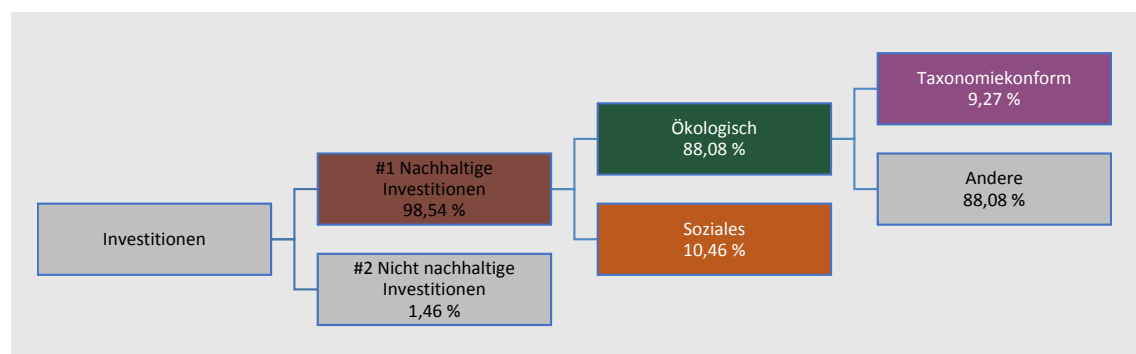 Investitionen
#1 Nachhaltige
Investitionen
98,54 %
#2 Nicht nachhaltige
Investitionen
1,46 %
Ökologisch
88,08 %
Soziales
10,46 %
Taxonomiekonform
9,27 %
Andere
88,08 %